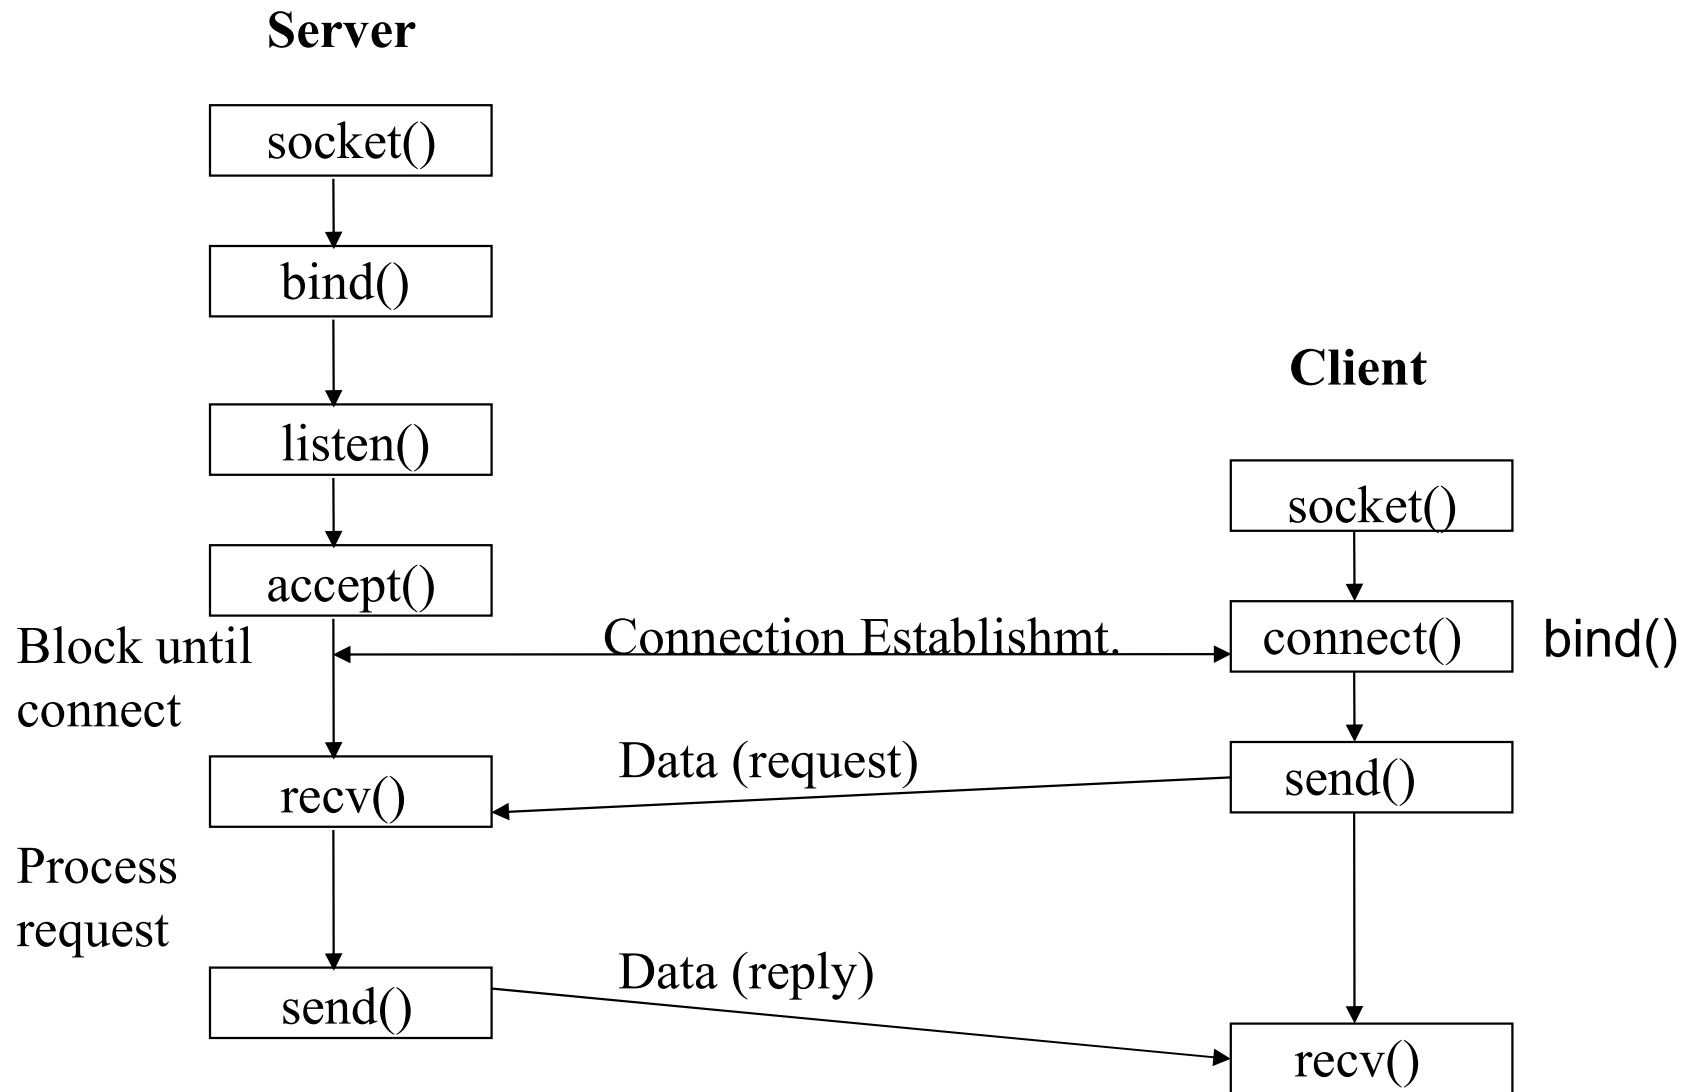 Server
socket()
bind()
listen()
accept()
Block until
connect
recv()
Process
request
send()
Connection Establishmt.
Data (request)
Data (reply)
Client
socket()
connect()
bind()
send()
recv()